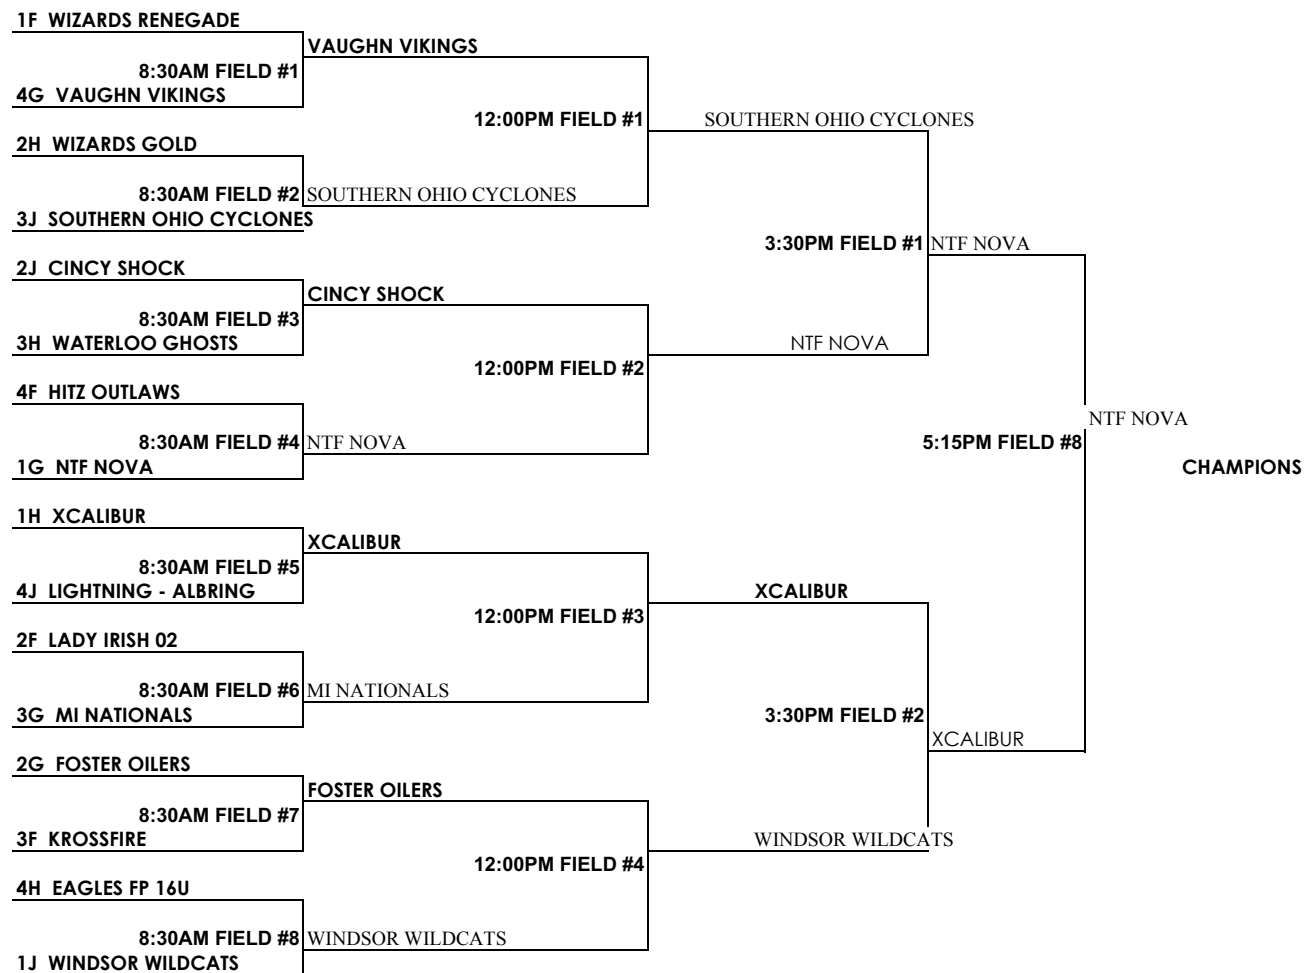 1F WIZARDS RENEGADE
VAUGHN VIKINGS
8:30AM FIELD #1
4G VAUGHN VIKINGS
12:00PM FIELD #1
SOUTHERN OHIO CYCLONES
2H WIZARDS GOLD
8:30AM FIELD #2
SOUTHERN OHIO CYCLONES
3J SOUTHERN OHIO CYCLONES
3:30PM FIELD #1
NTF NOVA
2J CINCY SHOCK
CINCY SHOCK
8:30AM FIELD #3
3H WATERLOO GHOSTS
NTF NOVA
12:00PM FIELD #2
4F HITZ OUTLAWS
NTF NOVA
8:30AM FIELD #4
NTF NOVA
5:15PM FIELD #8
1G NTF NOVA
CHAMPIONS
1H XCALIBUR
XCALIBUR
8:30AM FIELD #5
4J LIGHTNING - ALBRING
XCALIBUR
12:00PM FIELD #3
2F LADY IRISH 02
8:30AM FIELD #6
MI NATIONALS
3G MI NATIONALS
3:30PM FIELD #2
XCALIBUR
2G FOSTER OILERS
FOSTER OILERS
8:30AM FIELD #7
3F KROSSFIRE
WINDSOR WILDCATS
12:00PM FIELD #4
4H EAGLES FP 16U
8:30AM FIELD #8
WINDSOR WILDCATS
1J WINDSOR WILDCATS